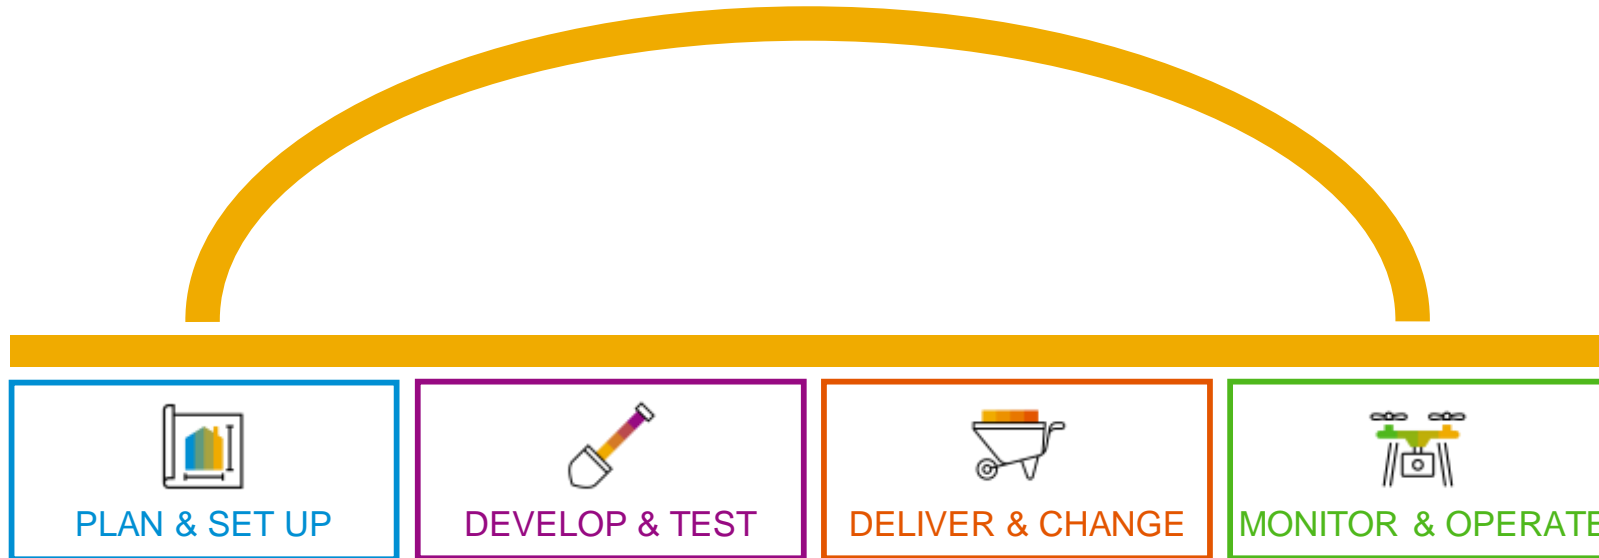 PLAN & SET UP
DEVELOP & TEST
DELIVER & CHANGE
MONITOR & OPERATE